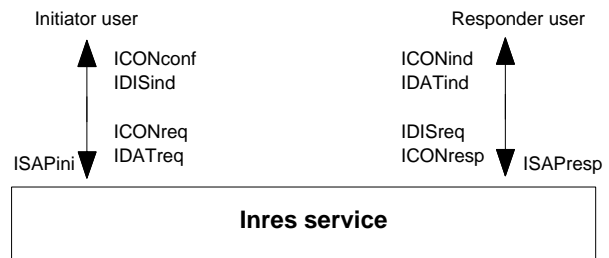 Initiator user
Responder user
ICONconf
IDISind
ICONind
IDATind
ICONreq
IDATreq
IDISreq
ICONresp
ISAPini
ISAPresp
Inres service